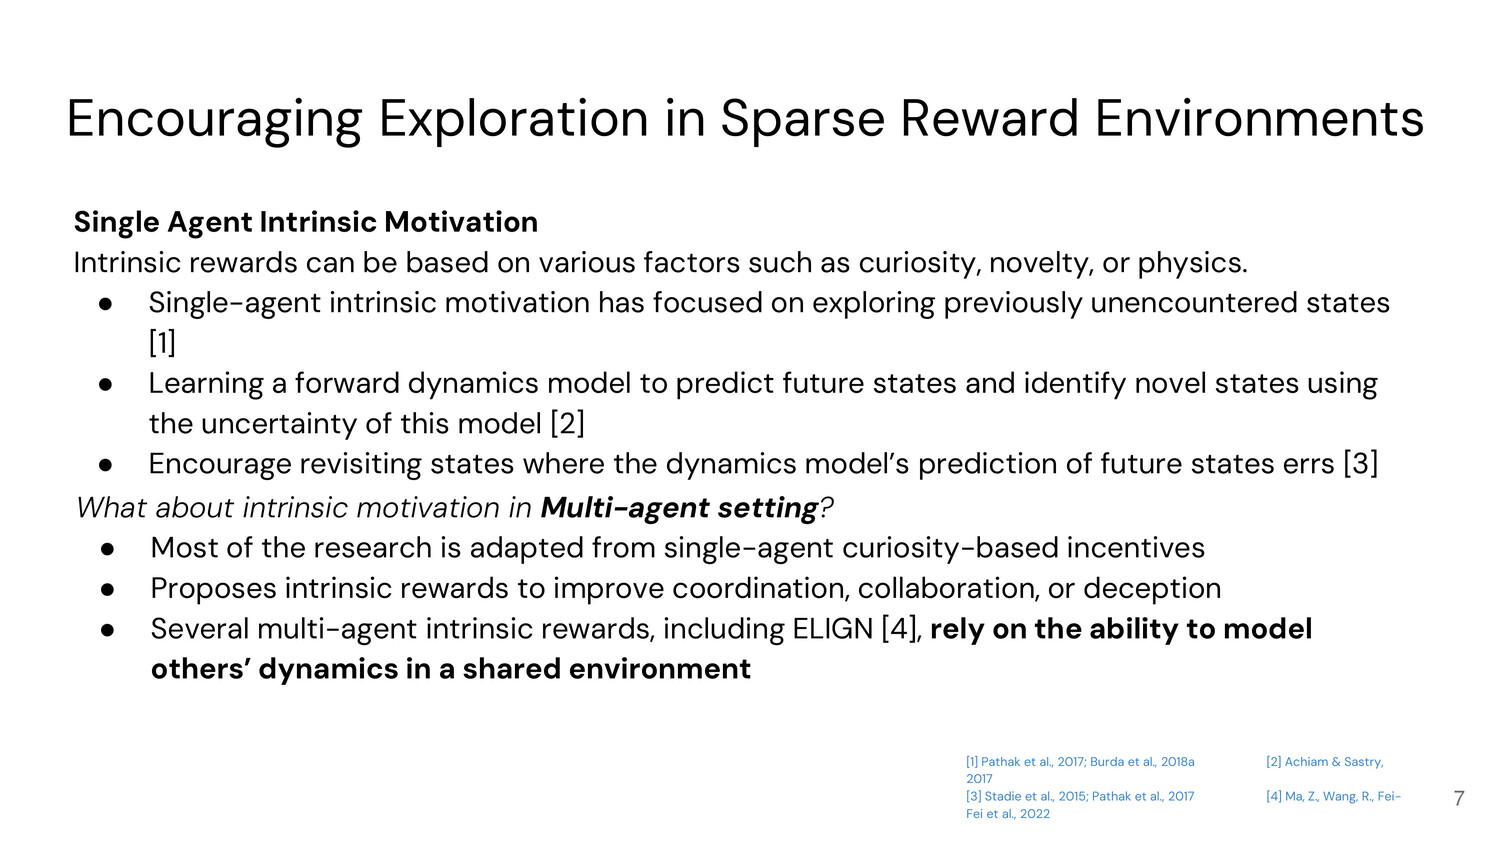 Encouraging Exploration in Sparse Reward Environments
Single Agent Intrinsic Motivation
Intrinsic rewards can be based on various factors such as curiosity, novelty, or physics.
● Single-agent intrinsic motivation has focused on exploring previously unencountered states
[1]
● Learning a forward dynamics model to predict future states and identify novel states using
the uncertainty of this model [2]
● Encourage revisiting states where the dynamics model’s prediction of future states errs [3]
What about intrinsic motivation in Multi-agent setting?
● Most of the research is adapted from single-agent curiosity-based incentives
● Proposes intrinsic rewards to improve coordination, collaboration, or deception
● Several multi-agent intrinsic rewards, including ELIGN [4], rely on the ability to model
others’ dynamics in a shared environment
[1] Pathak et al., 2017; Burda et al., 2018a [2] Achiam & Sastry,
2017
[3] Stadie et al., 2015; Pathak et al., 2017 [4] Ma, Z., Wang, R., Fei-
Fei et al., 2022
7